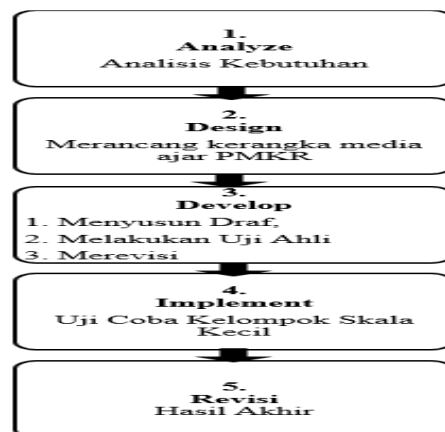 1.
Analyze
Analisis Kebutuhan
2.
Design
Merancang kerangka media
ajar PMKR
3.
Develop
1. Menyusun Draf,
2. Melakukan Uji Ahli
3. Merevisi
4.
Implement
Uji Coba Kelompok Skala
Kecil
5.
Revisi
Hasil Akhir